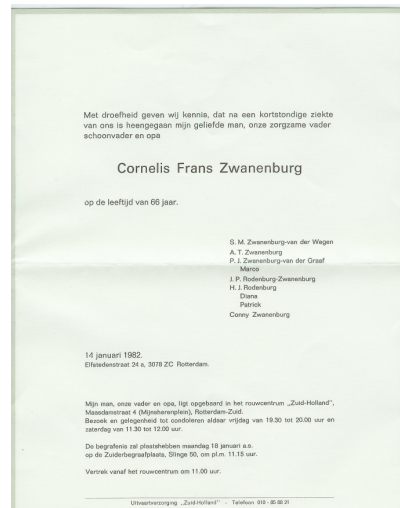 Met droefheid geven wij kennis, dat na een kortstondige ziekte
van ons is heengegaan mijn geliefde man, onze zorgzame vader
schoonvader en opa
Cornelis Frans Zwanenburg
op de leeftijd van 66 jaar.
S. M. Zwanenburg-van der Wegen
A. T. Zwanenburg
P. J. Zwanenburg-van der Graaf
Marco
J. P. Rodenburg-Zwanenburg
H. J. Rodenburg
Diana
Patrick
Conny Zwanenburg
14 januari 1982.
Elfstedenstraat 24 a, 3078 ZC Rotterdam.
Mijn man, onze vader en opa, ligt opgebaard in het rouwcentrum „Zuid-Holland”,
Maasdamstraat 4 (Mijnsherenplein), Rotterdam-Zuid.
Bezoek en gelegenheid tot condoleren aldaar vrijdag van 19.30 tot 20.00 uur en
zaterdag van 11.30 tot 12.00 uur.
De begrafenis zal plaatshebben maandag 18 januari a.s.
op de Zuiderbegraafplaats, Slinge 50, om plm. 11.15 uur.
Vertrek vanaf het rouwcentrum om 11.00 uur.
Uitvaartverzorging „Zuid-Holland” - Telefoon 010 - 85 88 21